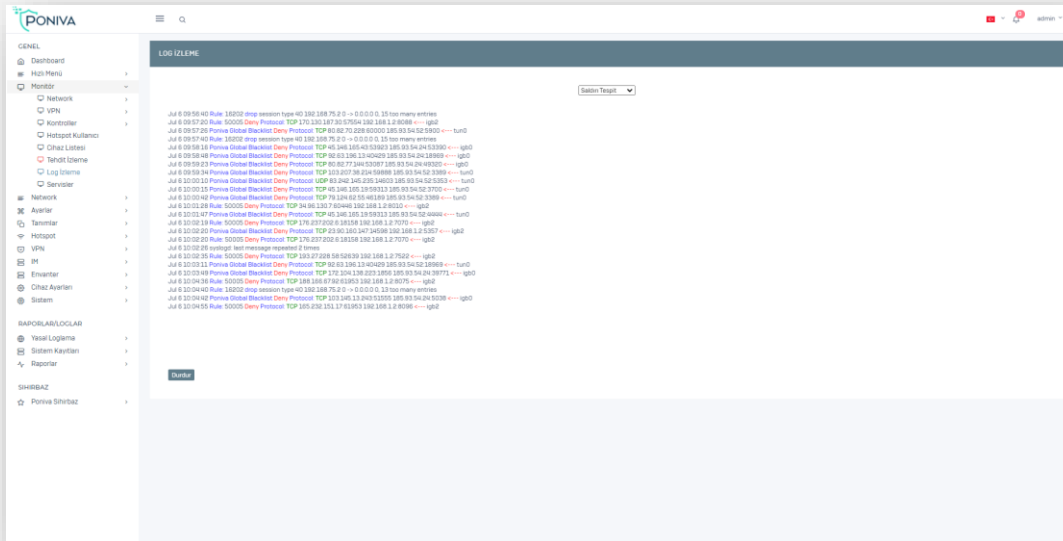 PONIVA
0
admin
GENEL
Dashboard
Hızlı Menü
Monitör
Network
VPN
Kontroller
Hotspot Kullanıcı
Cihaz Listesi
Tehdit İzleme
Log İzleme
Servisler
Network
Ayarlar
Tanımlar
Hotspot
VPN
IM
Envanter
Cihaz Ayarları
Sistem
RAPORLAR/LOGLAR
Yasal Loglama
Sistem Kayıtları
Raporlar
SIHIRBAZ
Poniva Sihirbaz
LOG İZLEME
Saldırı Tespit
Jul 6 09:56:40 Rule: 16202 drop session type 40 192.168.75.2:0 -> 0.0.0.0:0, 15 too many entries
Jul 6 09:57:20 Rule: 50005 Deny Protocol: TCP 170.130.187.30:57554 192.168.1.2:8088 <--- igb2
Jul 6 09:57:26 Poniva Global Blacklist Deny Protocol: TCP 80.82.70.228:60000 185.93.54.52:5900 <--- tun0
Jul 6 09:57:40 Rule: 16202 drop session type 40 192.168.75.2:0 -> 0.0.0.0:0, 15 too many entries
Jul 6 09:58:16 Poniva Global Blacklist Deny Protocol: TCP 45.146.165.43:53923 185.93.54.24:53390 <--- igb0
Jul 6 09:58:48 Poniva Global Blacklist Deny Protocol: TCP 92.63.196.13:40429 185.93.54.24:18969 <--- igb0
Jul 6 09:59:23 Poniva Global Blacklist Deny Protocol: TCP 80.82.77.144:53087 185.93.54.24:49320 <--- igb0
Jul 6 09:59:34 Poniva Global Blacklist Deny Protocol: TCP 103.207.38.214:59898 185.93.54.52:3389 <--- tun0
Jul 6 10:00:10 Poniva Global Blacklist Deny Protocol: UDP 83.242.145.235:14603 185.93.54.52:5353 <--- tun0
Jul 6 10:00:15 Poniva Global Blacklist Deny Protocol: TCP 45.146.165.19:59313 185.93.54.52:3700 <--- tun0
Jul 6 10:00:42 Poniva Global Blacklist Deny Protocol: TCP 79.124.62.55:46189 185.93.54.52:3389 <--- tun0
Jul 6 10:01:28 Rule: 50005 Deny Protocol: TCP 34.96.130.7:60446 192.168.1.2:8010 <--- igb2
Jul 6 10:01:47 Poniva Global Blacklist Deny Protocol: TCP 45.146.165.19:59313 185.93.54.52:4444 <--- tun0
Jul 6 10:02:19 Rule: 50005 Deny Protocol: TCP 176.237.202.6:18158 192.168.1.2:7070 <--- igb2
Jul 6 10:02:20 Poniva Global Blacklist Deny Protocol: TCP 23.90.160.147:14598 192.168.1.2:5357 <--- igb2
Jul 6 10:02:20 Rule: 50005 Deny Protocol: TCP 176.237.202.6:18158 192.168.1.2:7070 <--- igb2
Jul 6 10:02:26 syslogd: last message repeated 2 times
Jul 6 10:02:35 Rule: 50005 Deny Protocol: TCP 193.27.228.58:52639 192.168.1.2:7522 <--- igb2
Jul 6 10:03:11 Poniva Global Blacklist Deny Protocol: TCP 92.63.196.13:40429 185.93.54.52:18969 <--- tun0
Jul 6 10:03:49 Poniva Global Blacklist Deny Protocol: TCP 172.104.138.223:1856 185.93.54.24:39771 <--- igb0
Jul 6 10:04:36 Rule: 50005 Deny Protocol: TCP 188.166.67.92:61953 192.168.1.2:8075 <--- igb2
Jul 6 10:04:40 Rule: 16202 drop session type 40 192.168.75.2:0 -> 0.0.0.0:0, 13 too many entries
Jul 6 10:04:42 Poniva Global Blacklist Deny Protocol: TCP 103.145.13.243:51555 185.93.54.24:5038 <--- igb0
Jul 6 10:04:55 Rule: 50005 Deny Protocol: TCP 165.232.151.17:61953 192.168.1.2:8096 <--- igb2
Durdur